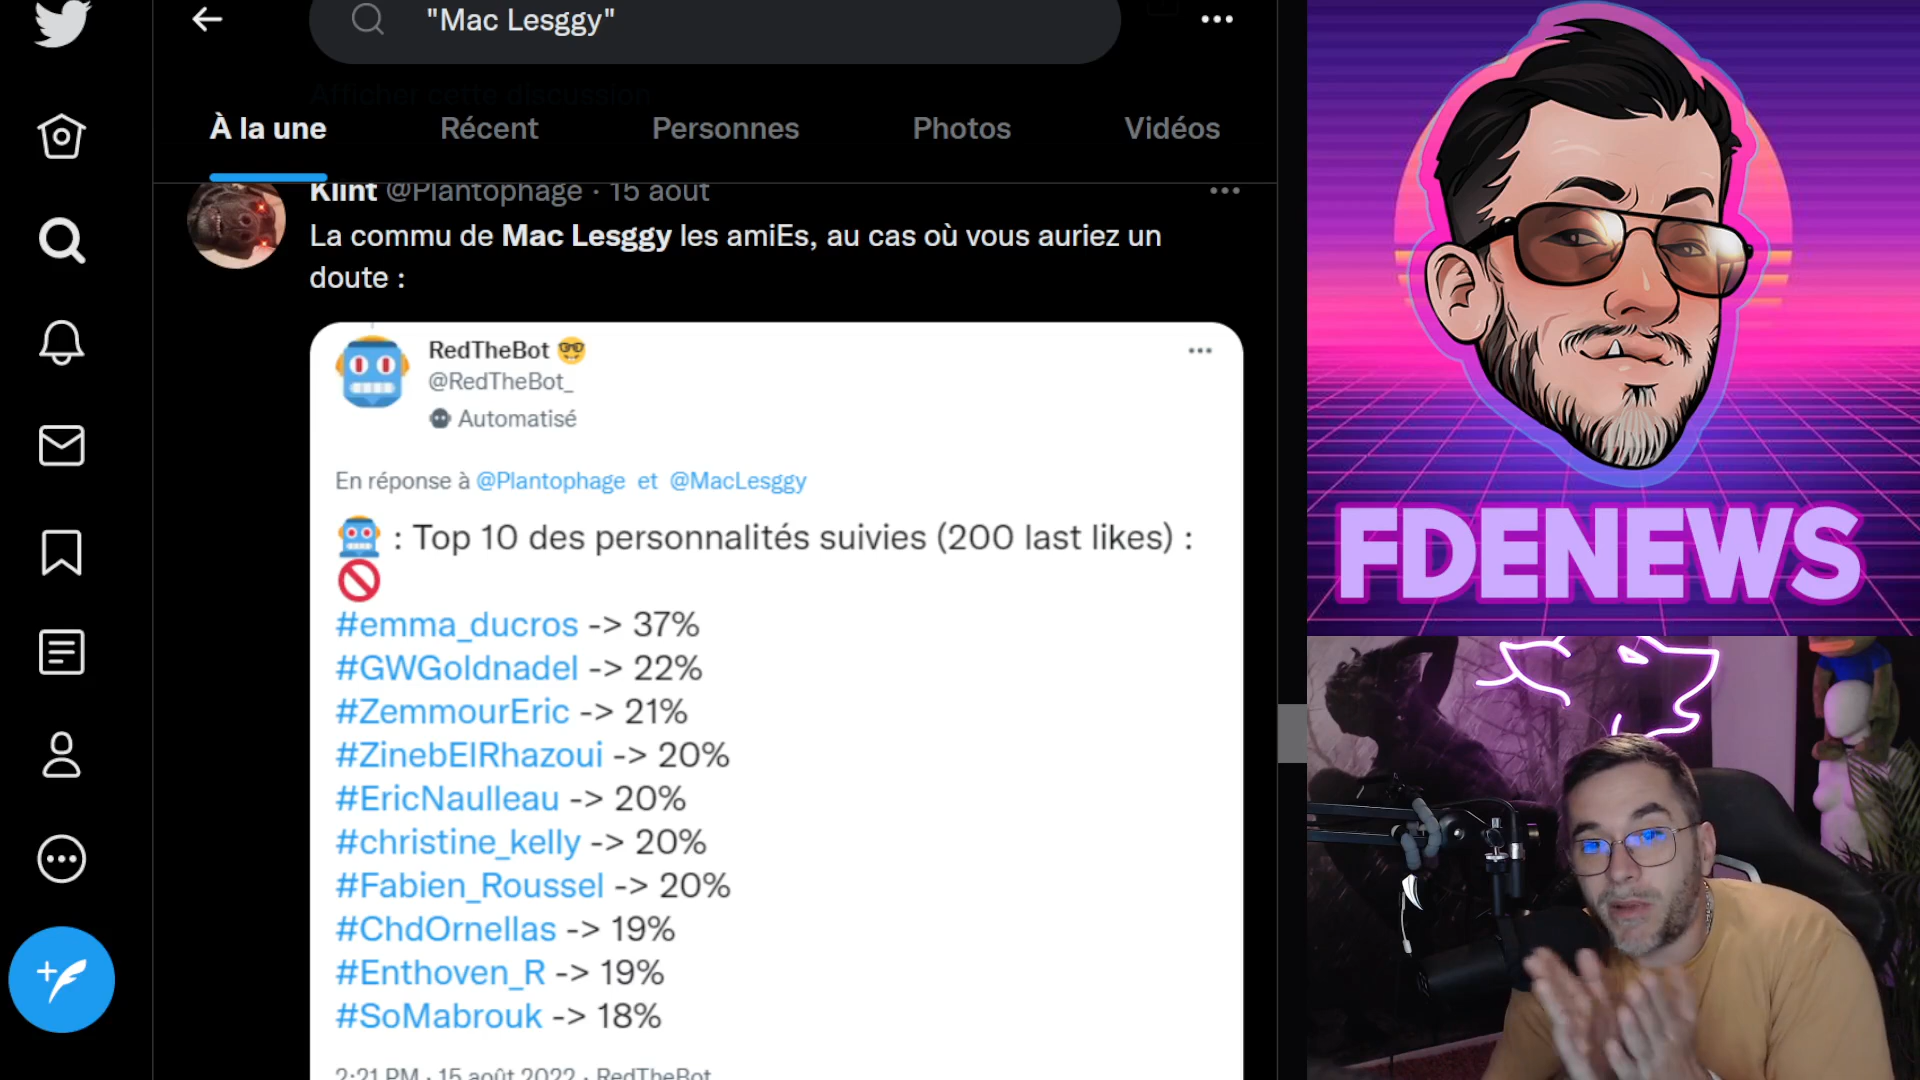 "Mac Lesggy"
Afficher cette discussion
À la une
Récent
Personnes
Photos
Vidéos
Klint @Plantophage · 15 août
La commu de Mac Lesggy les amiEs, au cas où vous auriez un
doute :
RedTheBot
@RedTheBot_
Automatisé
En réponse à @Plantophage et @MacLesggy
: Top 10 des personnalités suivies (200 last likes) :
#emma_ducros -> 37%
#GWGoldnadel -> 22%
#ZemmourEric -> 21%
#ZinebElRhazoui -> 20%
#EricNaulleau -> 20%
#christine_kelly -> 20%
#Fabien_Roussel -> 20%
#ChdOrnellas -> 19%
#Enthoven_R -> 19%
#SoMabrouk -> 18%
2:21 PM · 15 août 2022 · RedTheBot
FDENEWS